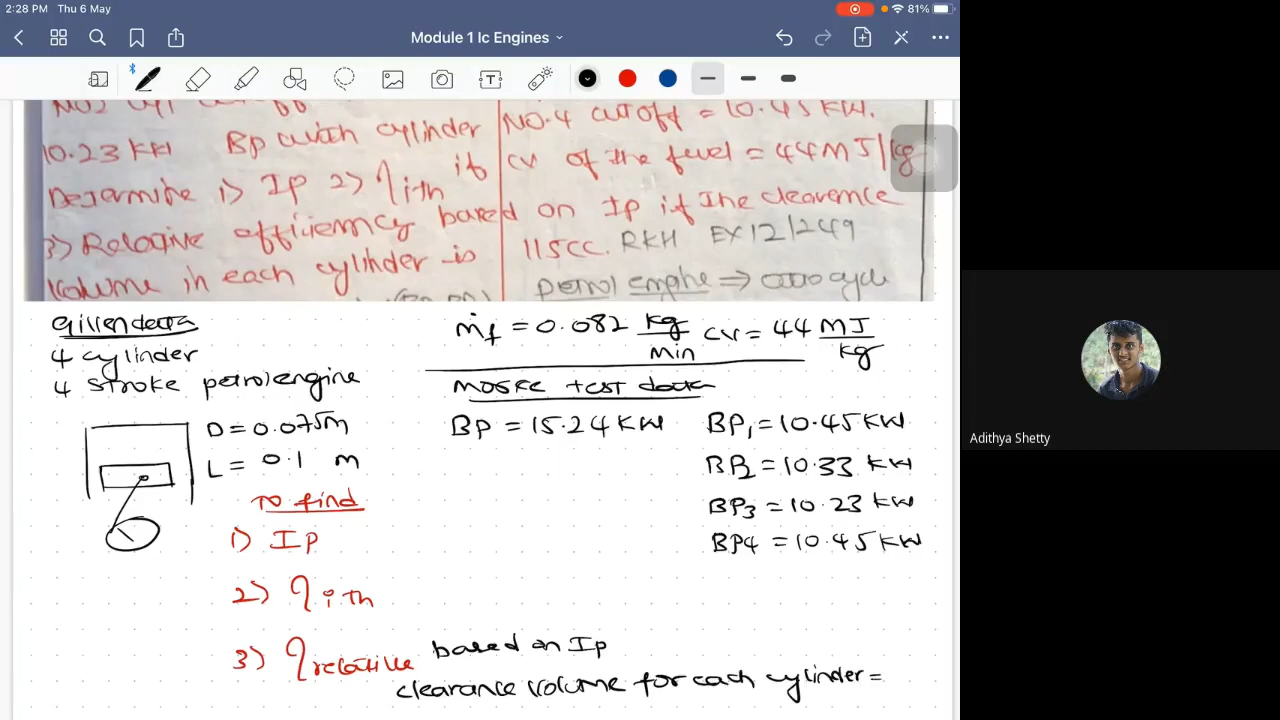 2:28 PM Thu 6 May
81%
Module 1 Ic Engines
NO.4 cutoff = 10.45 KW.
10.23 KW BP with cylinder
if CV of the fuel = 44 MJ/kg
Determine 1) IP 2) ηith
3) Relative efficiency based on IP if the clearence
volume in each cylinder is 115CC. RKH EX 12/249
petrol engine ⇒ otto cycle
Given data
4 cylinder
4 stroke petrol engine
D = 0.075m
L = 0.1 m
ṁf = 0.082 kg/min CV = 44 MJ/kg
Morse test data
BP = 15.24 KW
BP1 = 10.45 KW
BP2 = 10.33 KW
BP3 = 10.23 KW
BP4 = 10.45 KW
To find
1) IP
2) ηith
3) ηrelative based on Ip
clearance volume for each cylinder =
Adithya Shetty